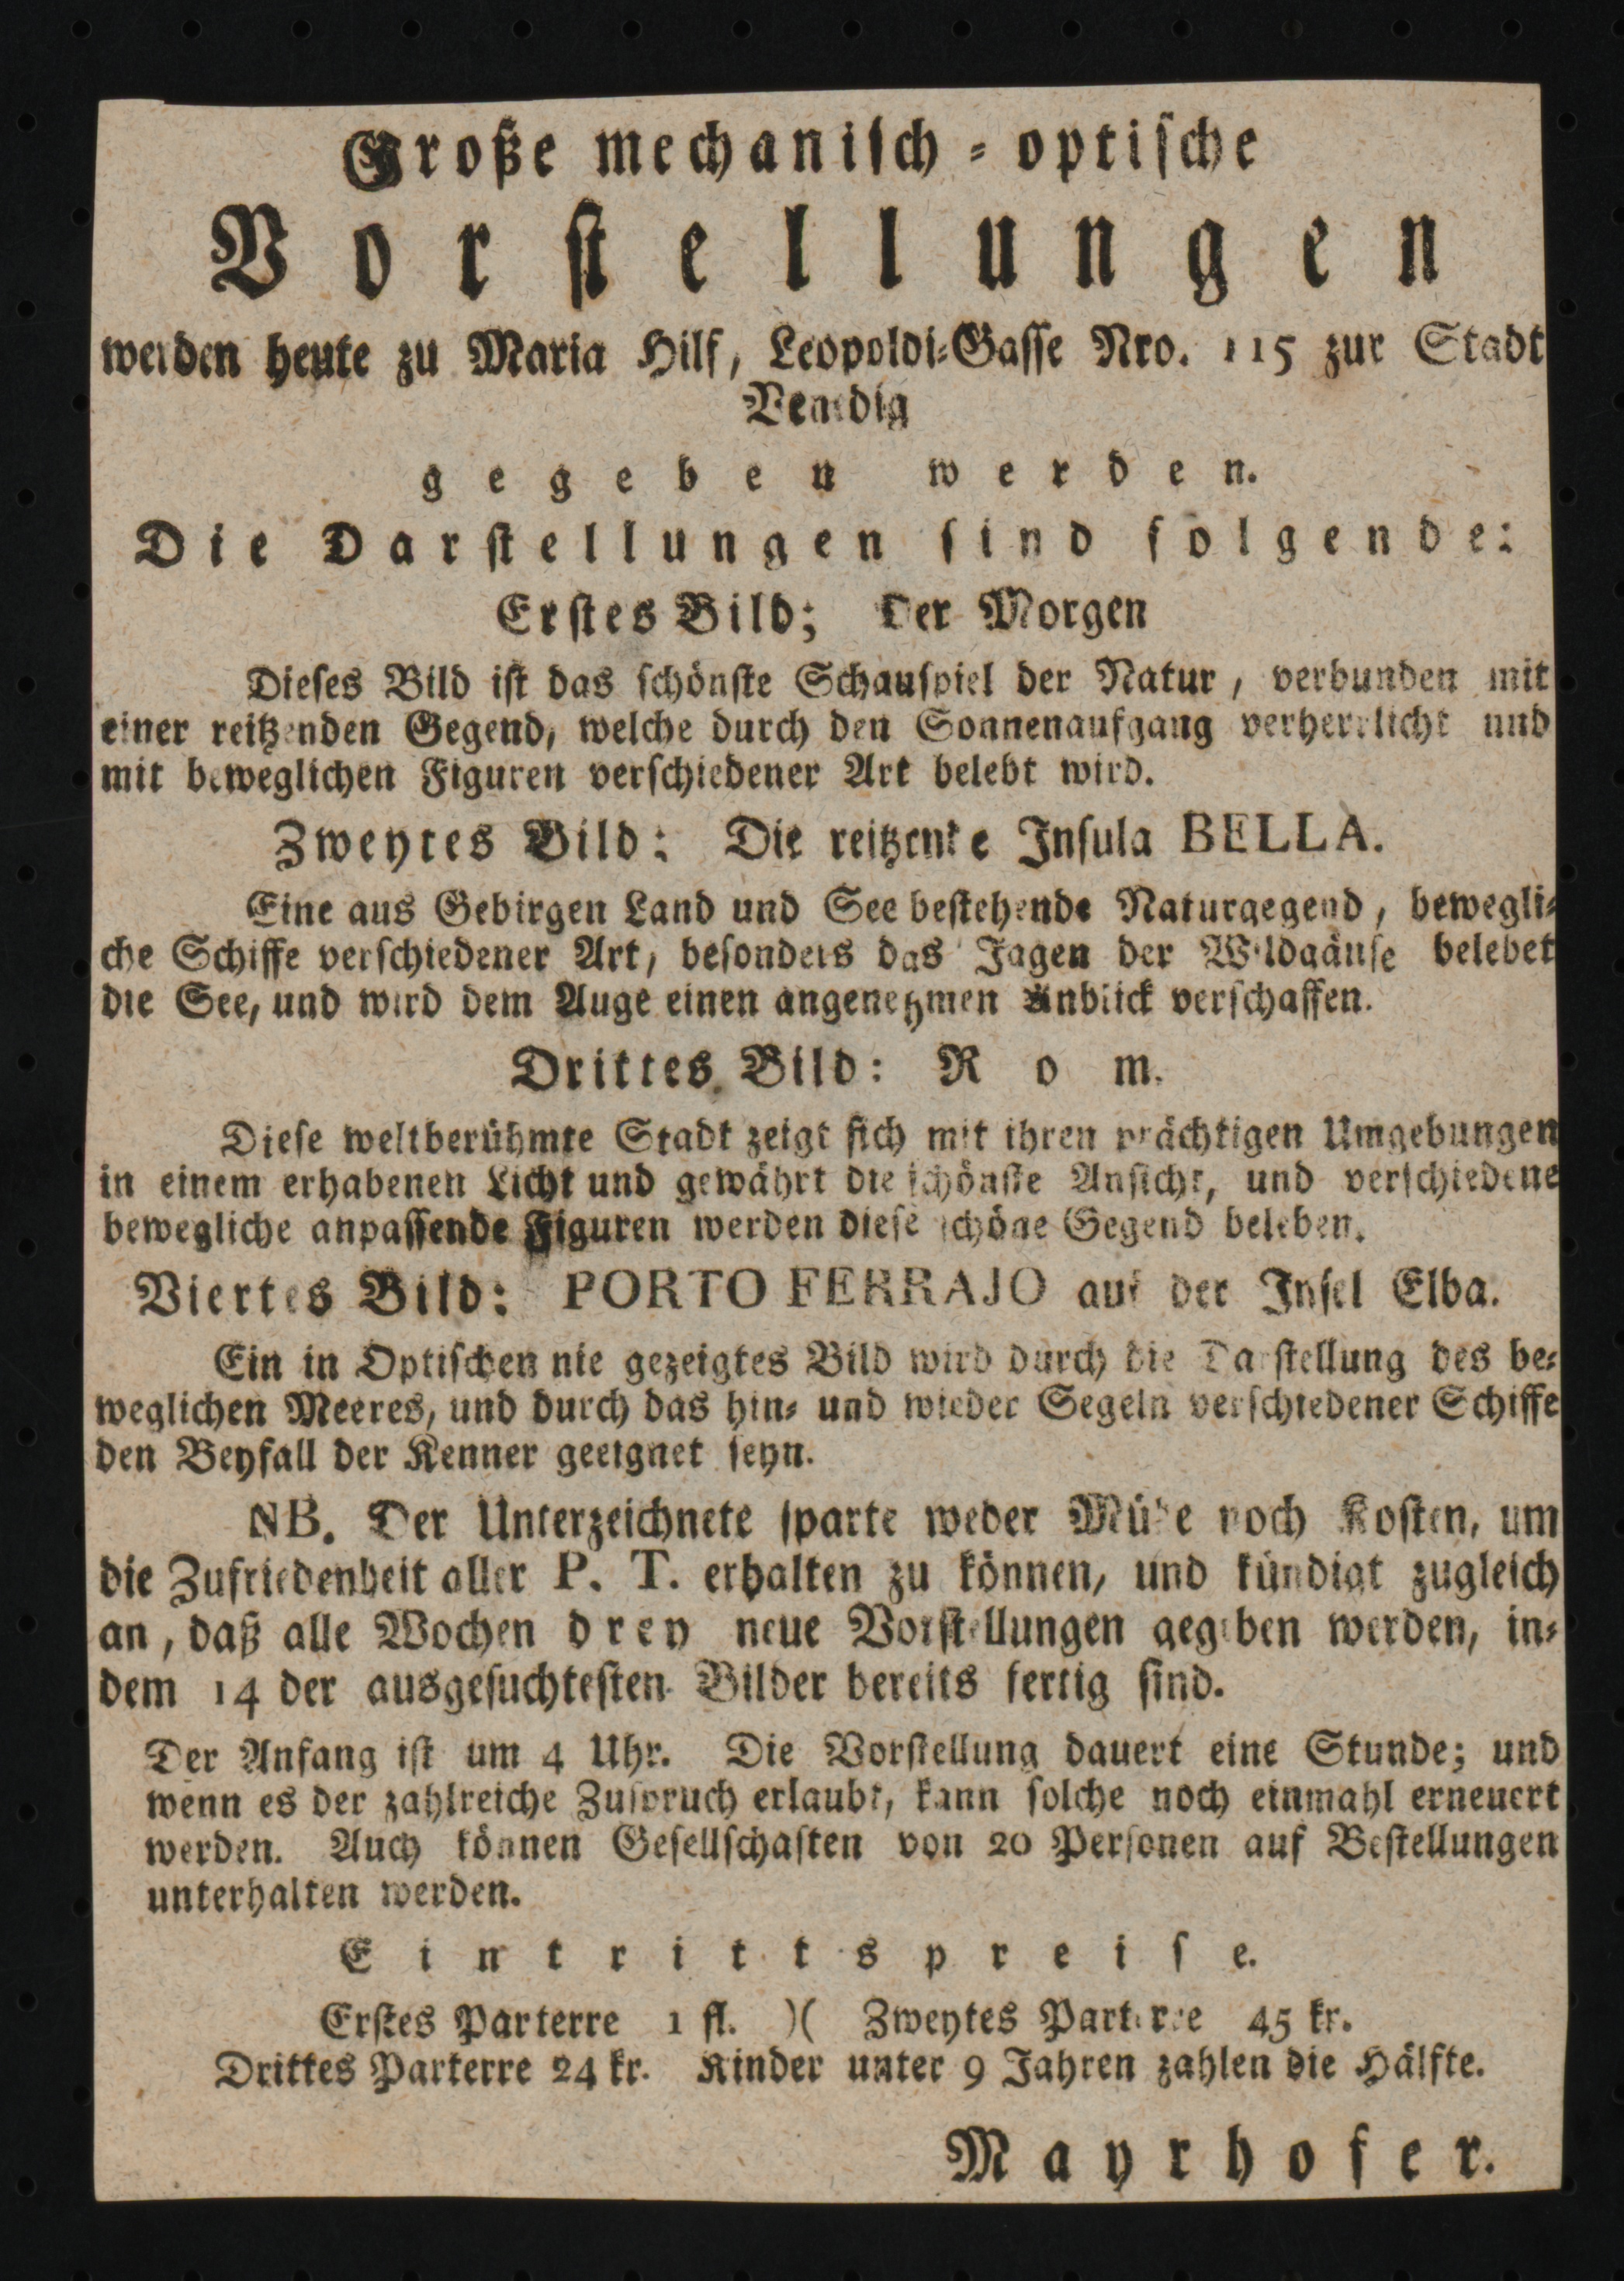 Große mechanisch-optische
Vorstellungen
werden heute zu Maria Hilf, Leopoldi-Gasse Nro. 115 zur Stadt
Venedig
gegeben werden.
Die Darstellungen sind folgende:
Erstes Bild; Der Morgen
Dieses Bild ist das schönste Schauspiel der Natur, verbunden mit
einer reitzenden Gegend, welche durch den Sonnenaufgang verherrlicht und
mit beweglichen Figuren verschiedener Art belebt wird.
Zweytes Bild: Die reitzende Insula BELLA.
Eine aus Gebirgen Land und See bestehende Naturgegend, bewegli-
che Schiffe verschiedener Art, besonders das Jagen der Wildgänse belebet
die See, und wird dem Auge einen angenehmen Anblick verschaffen.
Drittes Bild: Rom.
Diese weltberühmte Stadt zeigt sich mit ihren prächtigen Umgebungen
in einem erhabenen Licht und gewährt die schönste Ansicht, und verschiedene
bewegliche anpassende Figuren werden diese schöne Gegend beleben.
Viertes Bild: PORTO FERRAJO auf der Insel Elba.
Ein in Optischen nie gezeigtes Bild wird durch die Darstellung des be-
weglichen Meeres, und durch das hin- und wieder Segeln verschiedener Schiffe
den Beyfall der Kenner geeignet seyn.
NB. Der Unterzeichnete sparte weder Mühe noch Kosten, um
die Zufriedenheit aller P. T. erhalten zu können, und kündigt zugleich
an, daß alle Wochen drey neue Vorstellungen gegeben werden, in-
dem 14 der ausgesuchtesten Bilder bereits fertig sind.
Der Anfang ist um 4 Uhr. Die Vorstellung dauert eine Stunde; und
wenn es der zahlreiche Zuspruch erlaubt, kann solche noch einmahl erneuert
werden. Auch können Gesellschaften von 20 Personen auf Bestellungen
unterhalten werden.
Eintrittspreise.
Erstes Parterre 1 fl. )( Zweytes Parterre 45 kr.
Drittes Parterre 24 kr. Kinder unter 9 Jahren zahlen die Hälfte.
Mayrhofer.